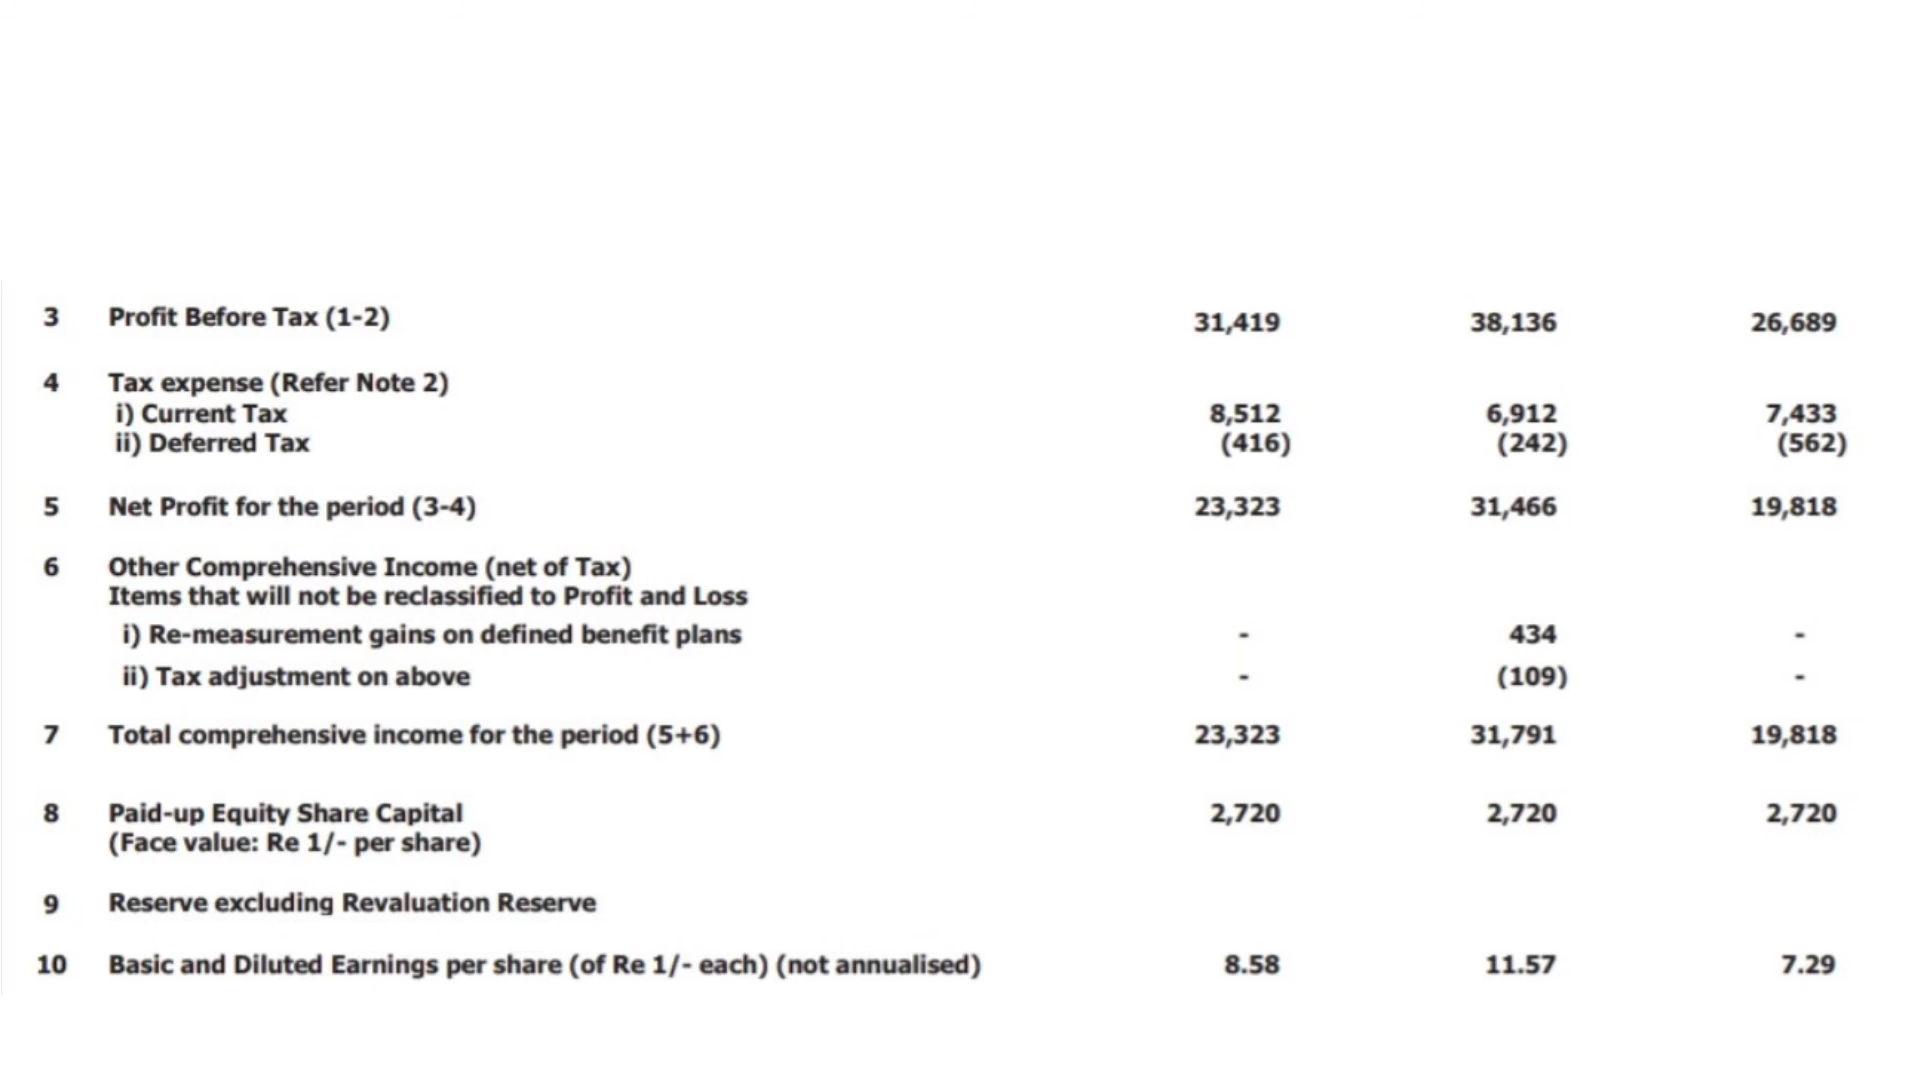 3 Profit Before Tax (1-2) 31,419 38,136 26,689
4 Tax expense (Refer Note 2)
i) Current Tax 8,512 6,912 7,433
ii) Deferred Tax (416) (242) (562)
5 Net Profit for the period (3-4) 23,323 31,466 19,818
6 Other Comprehensive Income (net of Tax)
Items that will not be reclassified to Profit and Loss
i) Re-measurement gains on defined benefit plans - 434 -
ii) Tax adjustment on above - (109) -
7 Total comprehensive income for the period (5+6) 23,323 31,791 19,818
8 Paid-up Equity Share Capital 2,720 2,720 2,720
(Face value: Re 1/- per share)
9 Reserve excluding Revaluation Reserve
10 Basic and Diluted Earnings per share (of Re 1/- each) (not annualised) 8.58 11.57 7.29